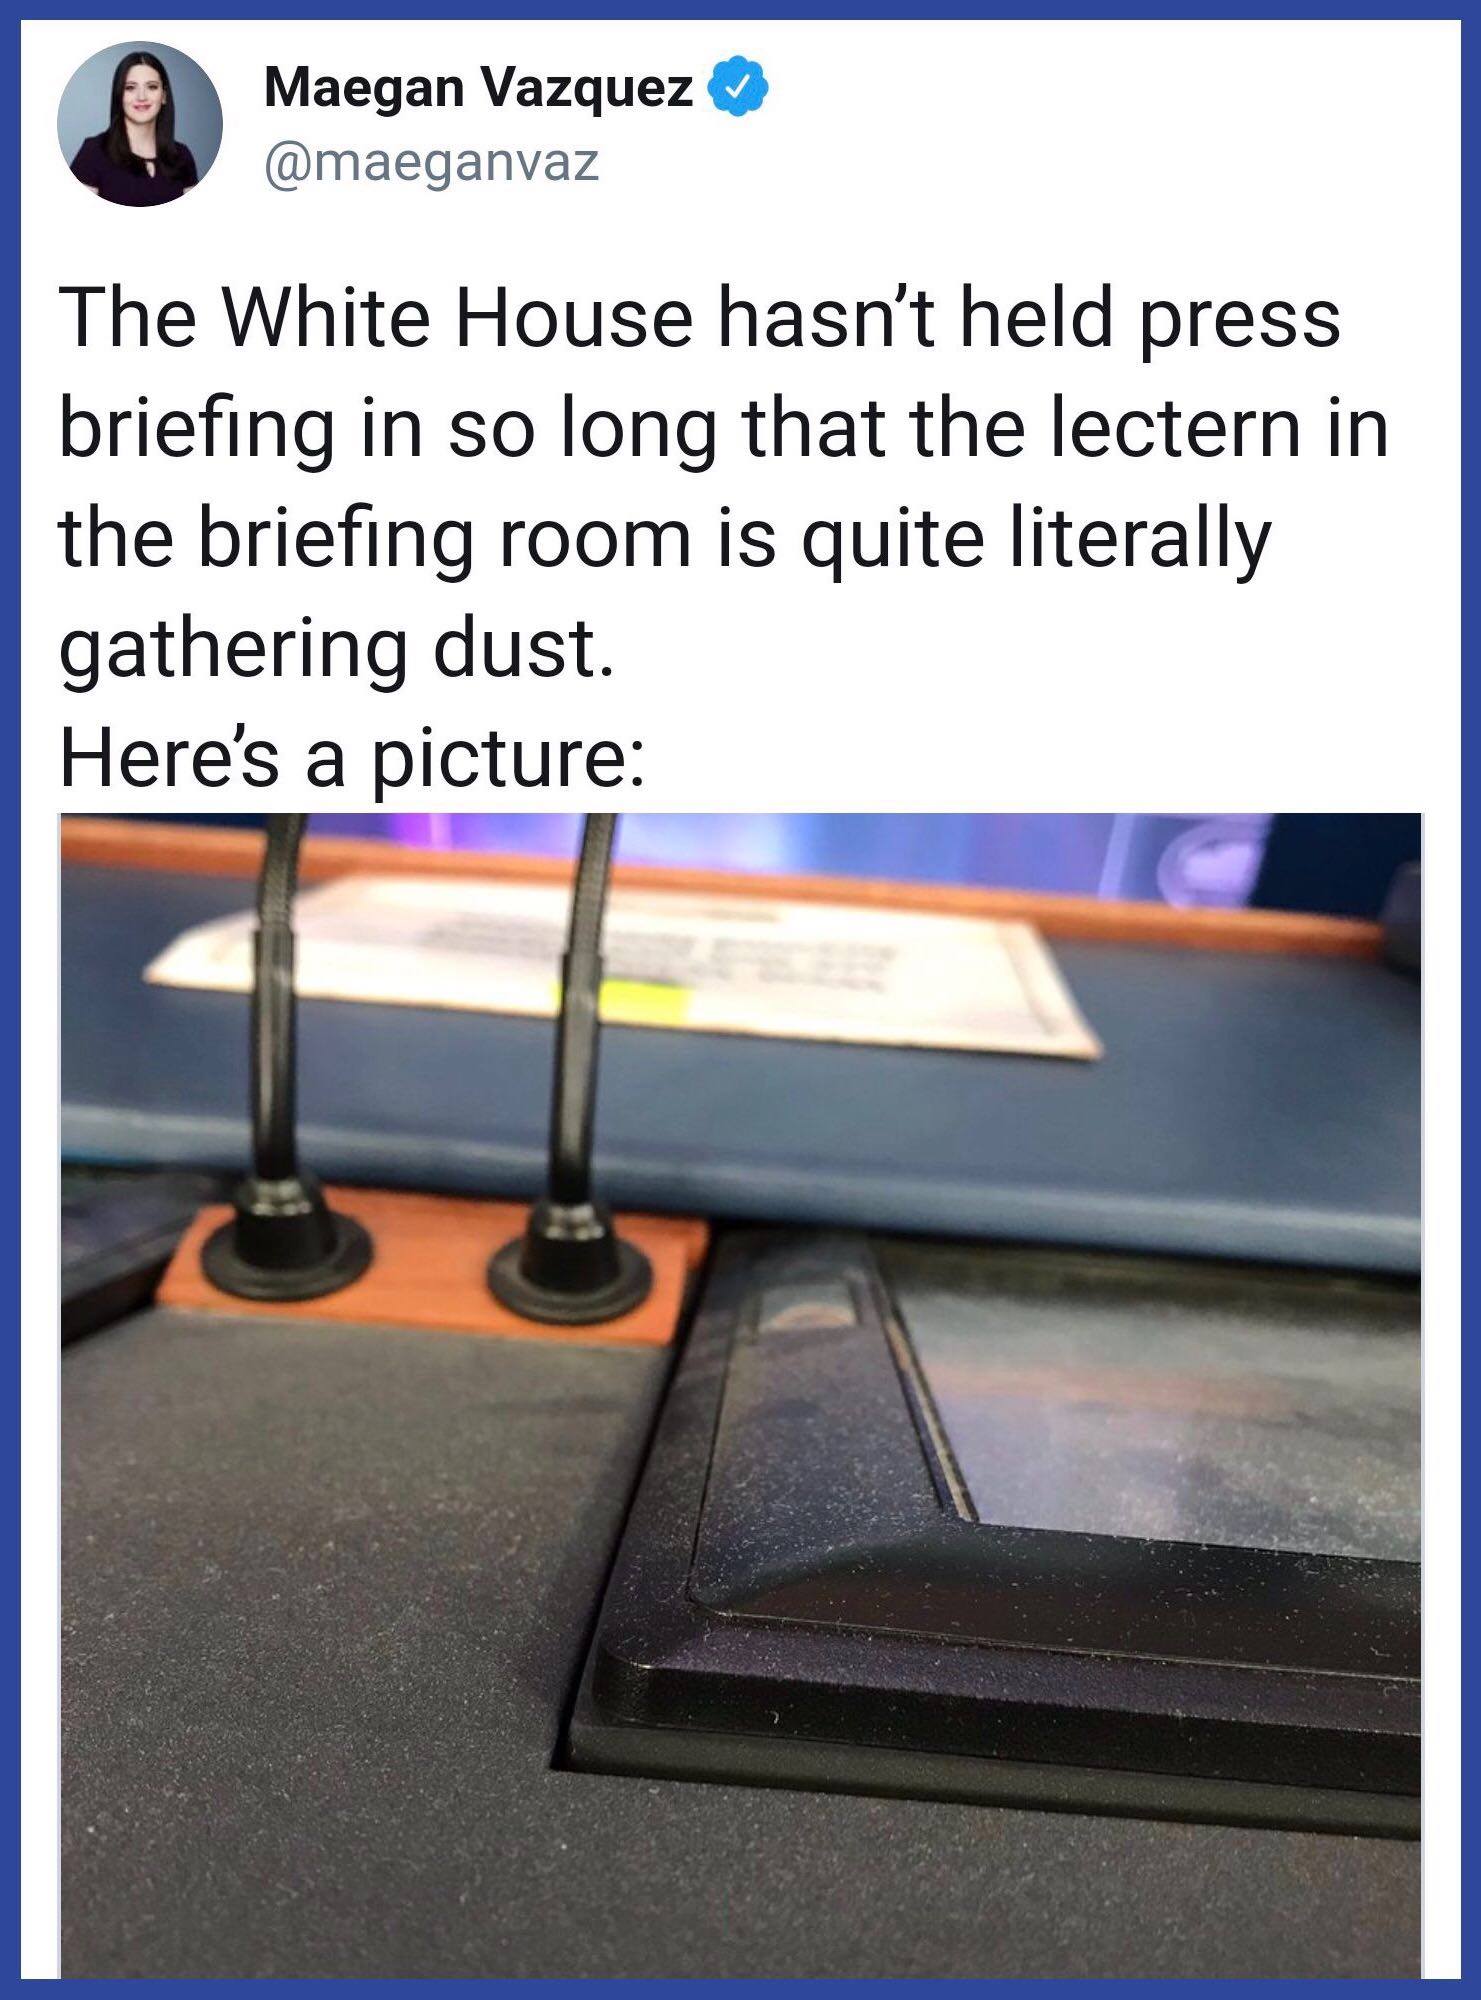 Maegan Vazquez
@maeganvaz
The White House hasn’t held press
briefing in so long that the lectern in
the briefing room is quite literally
gathering dust.
Here’s a picture: